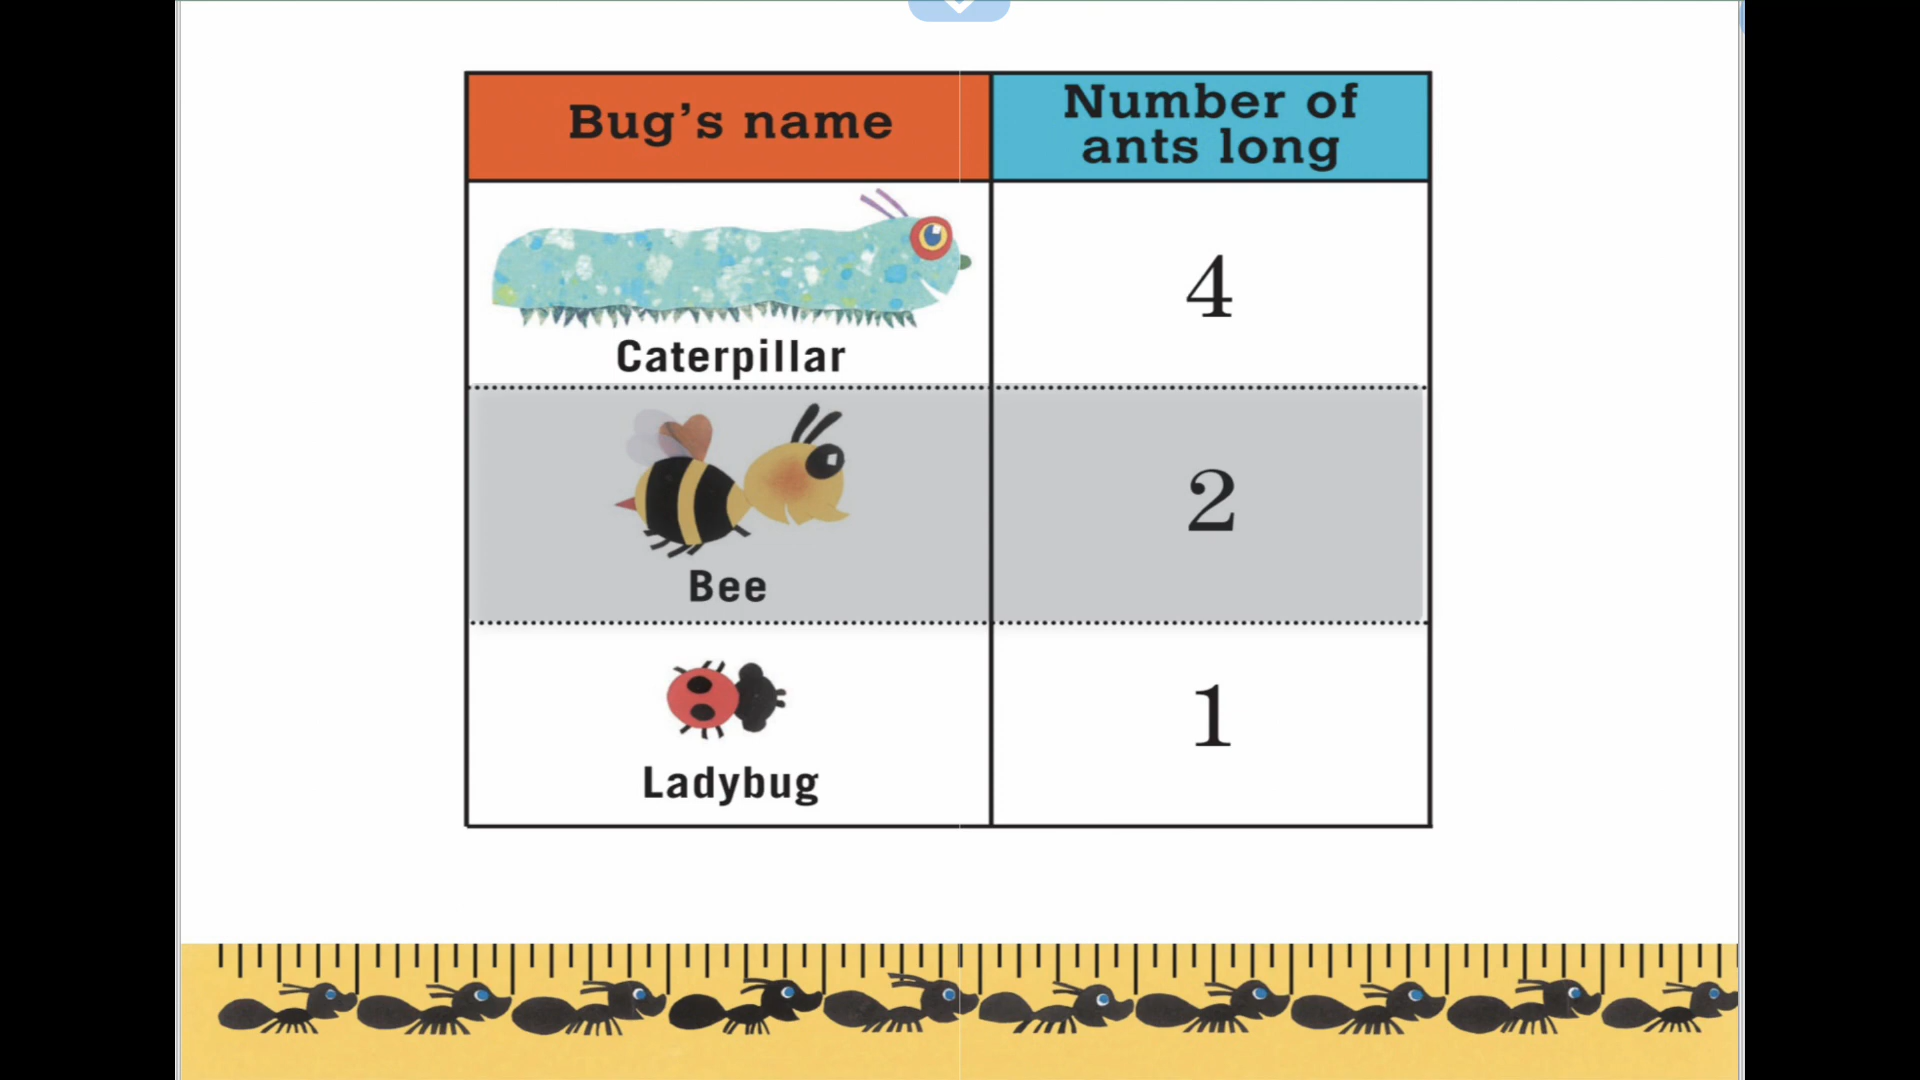 Bug's name
Number of
ants long
Caterpillar
4
Bee
2
Ladybug
1